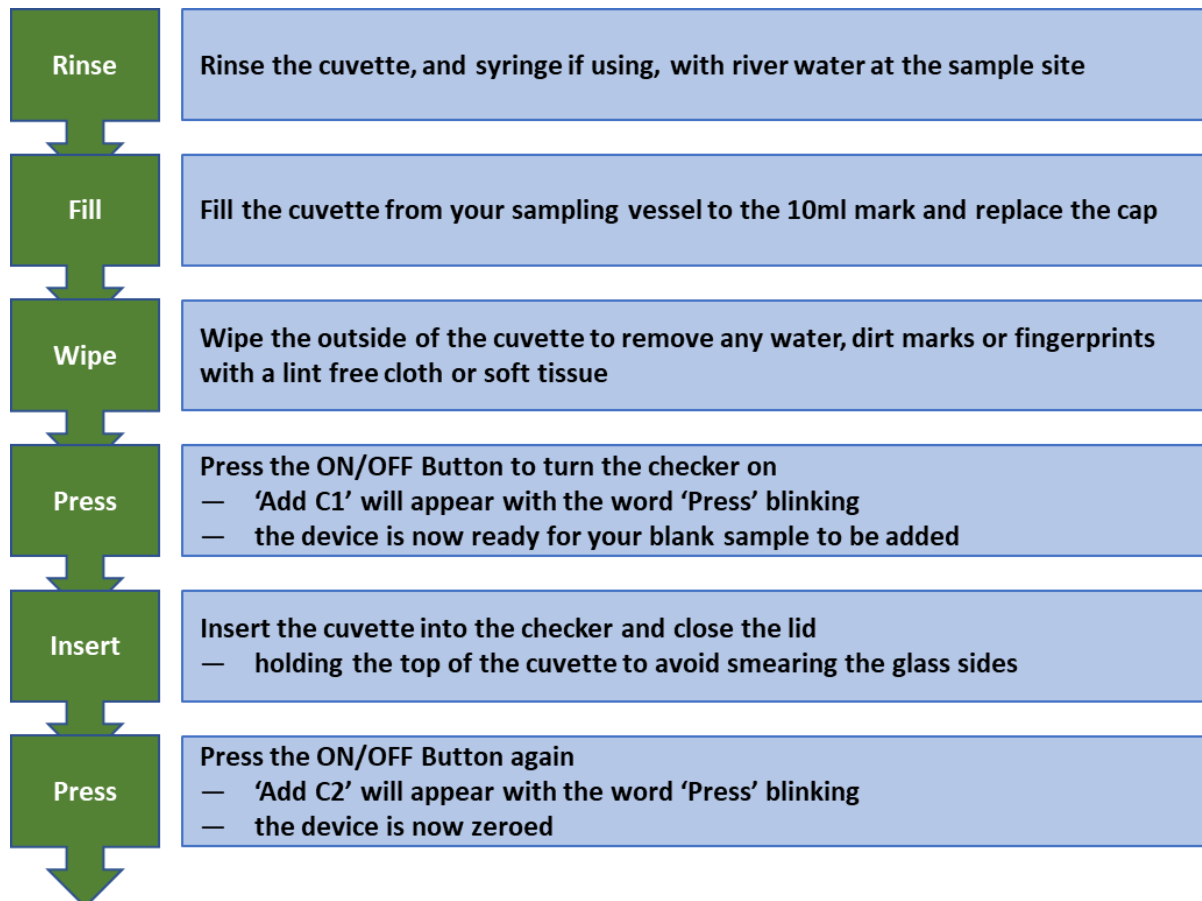 Rinse
Rinse the cuvette, and syringe if using, with river water at the sample site
Fill
Fill the cuvette from your sampling vessel to the 10ml mark and replace the cap
Wipe
Wipe the outside of the cuvette to remove any water, dirt marks or fingerprints
with a lint free cloth or soft tissue
Press
Press the ON/OFF Button to turn the checker on
— ‘Add C1’ will appear with the word ‘Press’ blinking
— the device is now ready for your blank sample to be added
Insert
Insert the cuvette into the checker and close the lid
— holding the top of the cuvette to avoid smearing the glass sides
Press
Press the ON/OFF Button again
— ‘Add C2’ will appear with the word ‘Press’ blinking
— the device is now zeroed